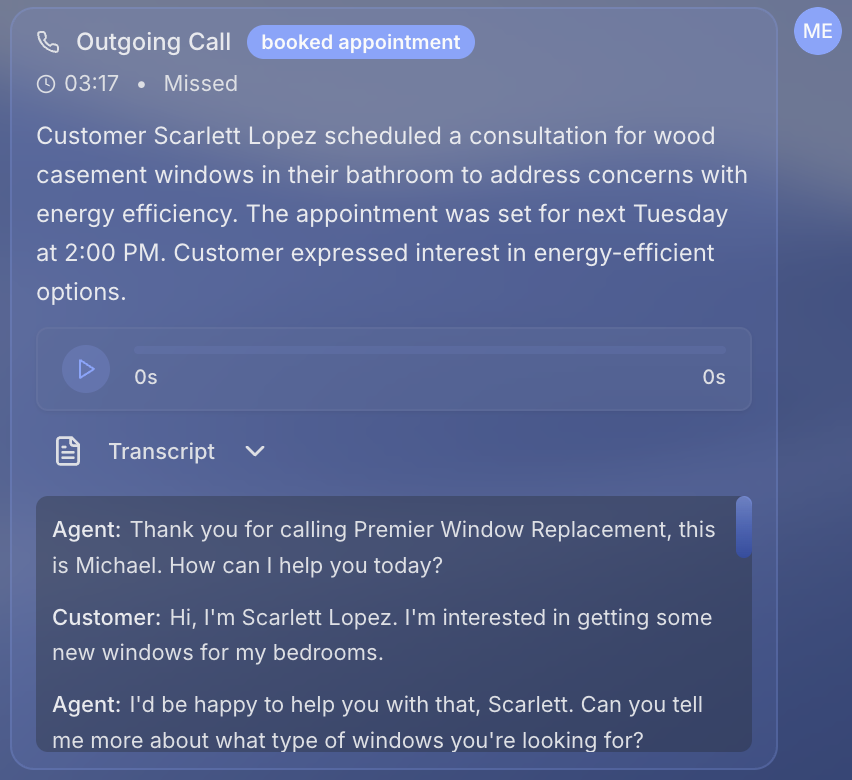 Outgoing Call booked appointment
ME
03:17 • Missed
Customer Scarlett Lopez scheduled a consultation for wood
casement windows in their bathroom to address concerns with
energy efficiency. The appointment was set for next Tuesday
at 2:00 PM. Customer expressed interest in energy-efficient
options.
0s 0s
Transcript
Agent: Thank you for calling Premier Window Replacement, this
is Michael. How can I help you today?
Customer: Hi, I'm Scarlett Lopez. I'm interested in getting some
new windows for my bedrooms.
Agent: I'd be happy to help you with that, Scarlett. Can you tell
me more about what type of windows you're looking for?